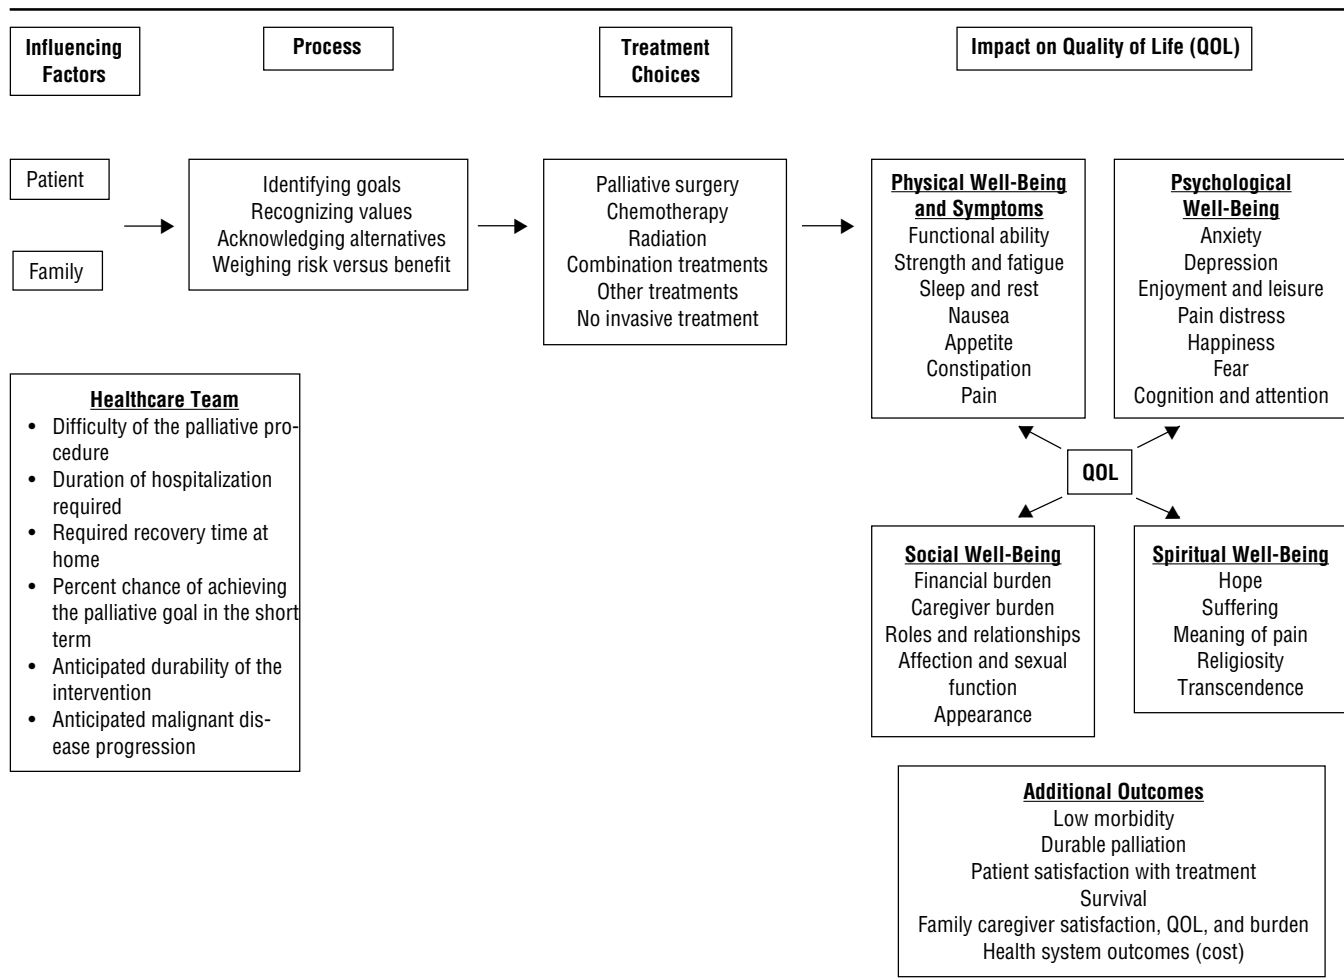 Influencing
Factors
Process
Treatment
Choices
Impact on Quality of Life (QOL)
Patient
Family
Identifying goals
Recognizing values
Acknowledging alternatives
Weighing risk versus benefit
Palliative surgery
Chemotherapy
Radiation
Combination treatments
Other treatments
No invasive treatment
Physical Well-Being
and Symptoms
Functional ability
Strength and fatigue
Sleep and rest
Nausea
Appetite
Constipation
Pain
Psychological
Well-Being
Anxiety
Depression
Enjoyment and leisure
Pain distress
Happiness
Fear
Cognition and attention
Healthcare Team
• Difficulty of the palliative pro-
cedure
• Duration of hospitalization
required
• Required recovery time at
home
• Percent chance of achieving
the palliative goal in the short
term
• Anticipated durability of the
intervention
• Anticipated malignant dis-
ease progression
QOL
Social Well-Being
Financial burden
Caregiver burden
Roles and relationships
Affection and sexual
function
Appearance
Spiritual Well-Being
Hope
Suffering
Meaning of pain
Religiosity
Transcendence
Additional Outcomes
Low morbidity
Durable palliation
Patient satisfaction with treatment
Survival
Family caregiver satisfaction, QOL, and burden
Health system outcomes (cost)